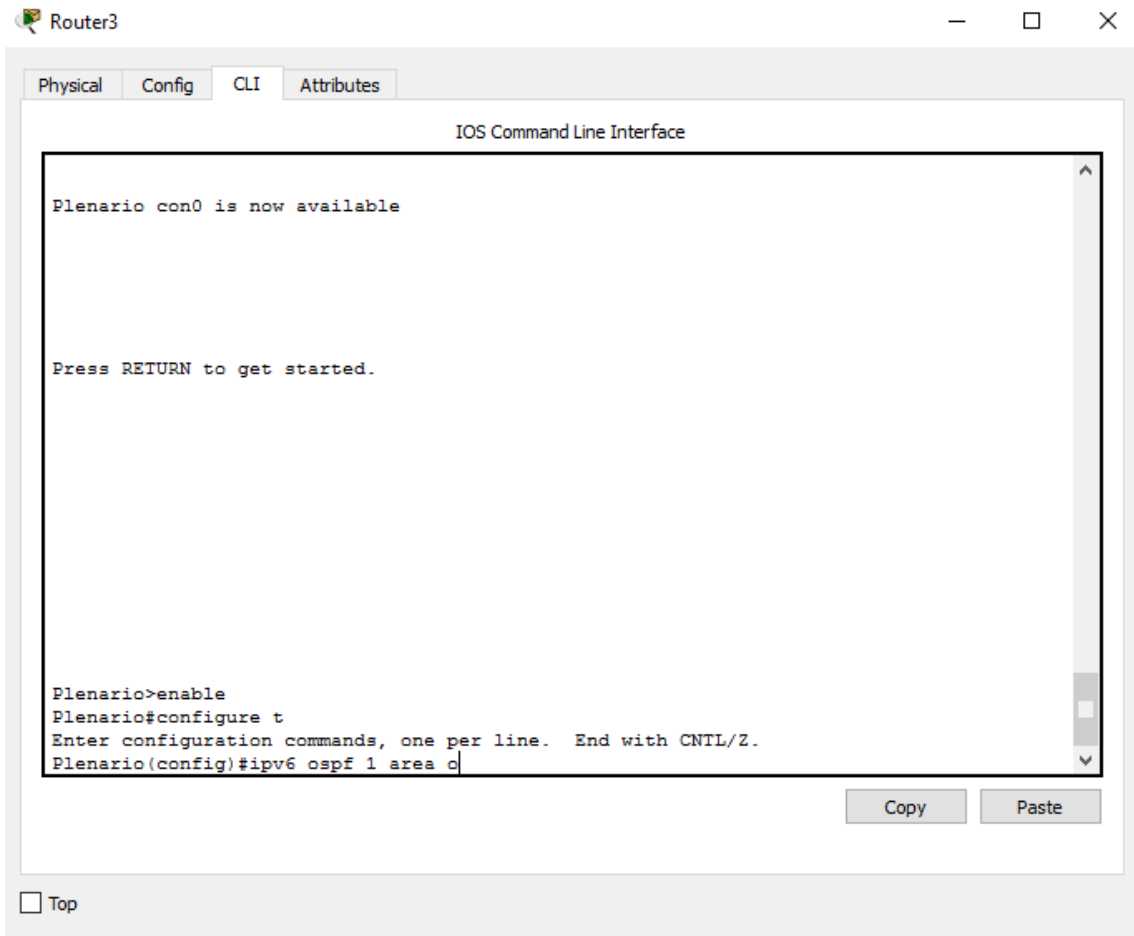 Router3
Physical Config CLI Attributes
IOS Command Line Interface
Plenario con0 is now available
Press RETURN to get started.
Plenario>enable
Plenario#configure t
Enter configuration commands, one per line.  End with CNTL/Z.
Plenario(config)#ipv6 ospf 1 area o
Copy Paste
Top